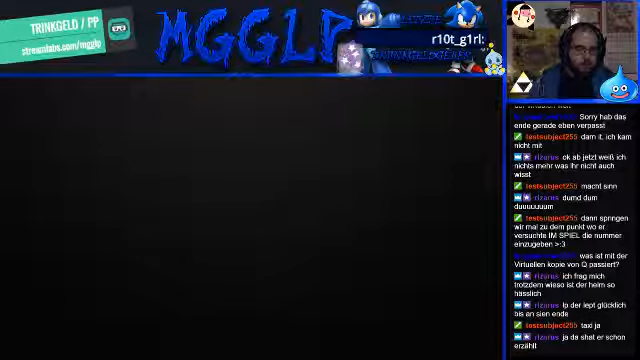 TRINKGELD / PP
streamlabs.com/mgglp
MGGLP
r10t_g1rl:
Sorry hab das
ende gerade eben
verpasst
testsubject255 darn it, ich kam
nicht mit
rizarus ok ab jetzt weiß ich
nichts mehr was ihr nicht auch
wisst
testsubject255 macht sinn
rizarus dumd dum
duuuuuuum
testsubject255 dann springen
wir mal zu dem punkt wo er
versuchte IM SPIEL die nummer
einzugeben >:3
was ist mit der
Virtuellen kopie von Q passiert?
rizarus ich frag mich
trotzdem wieso ist der helm so
hässlich
rizarus lp der lept glücklich
bis an sien ende
testsubject255 taxi ja
rizarus ja da shat er schon
erzählt